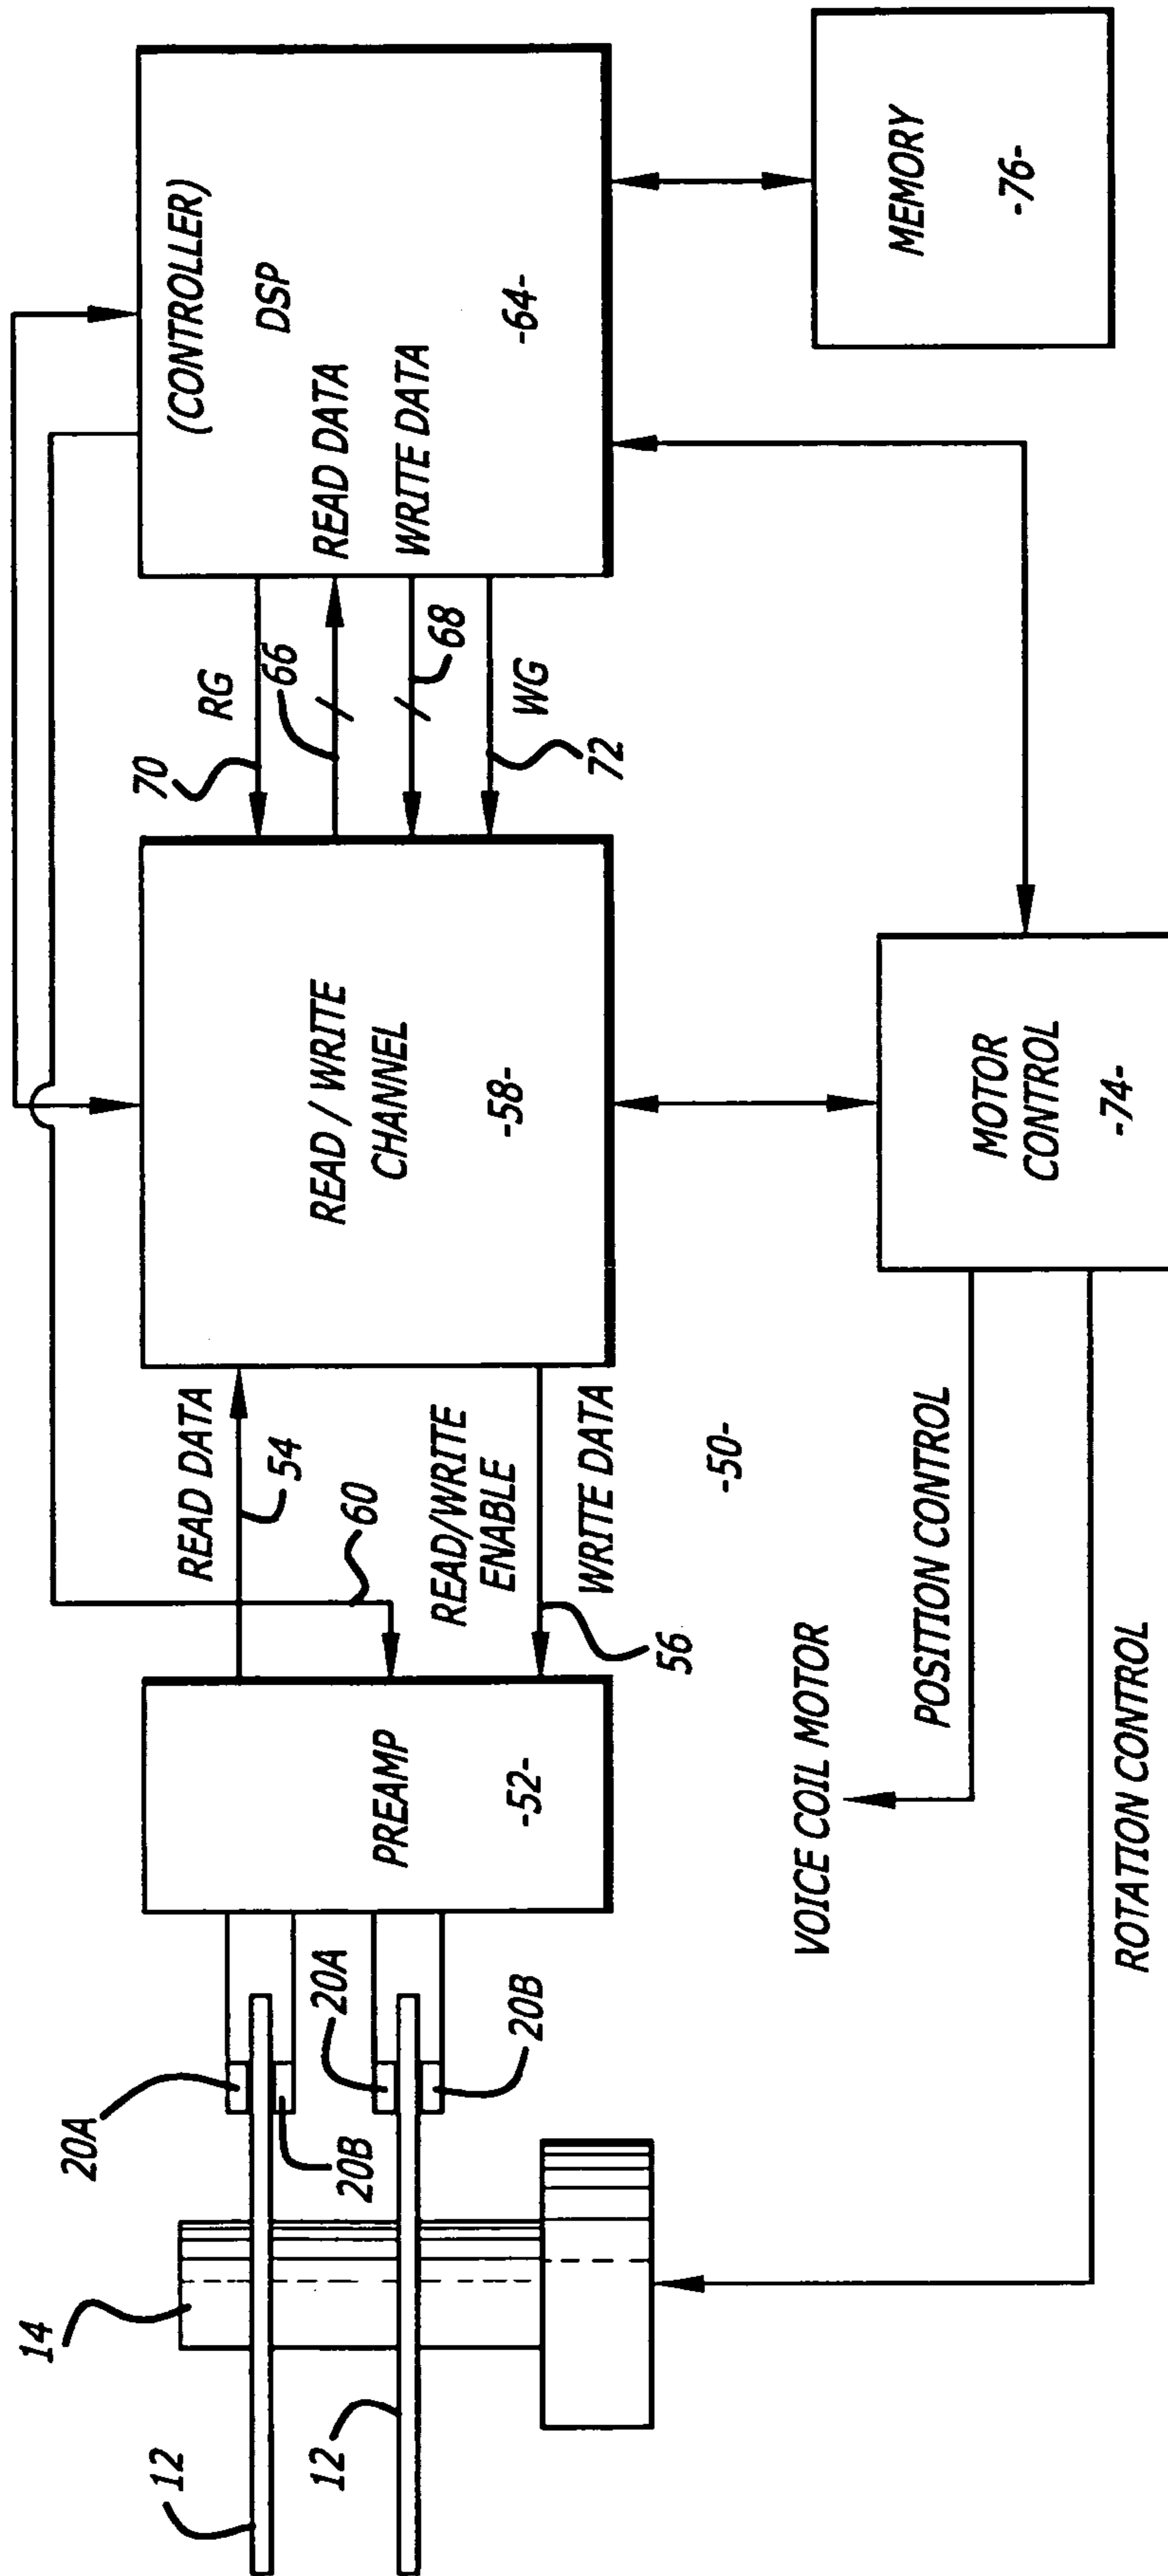 12
14
12
20A
20B
20A
20B
PREAMP
-52-
READ DATA
54
60
READ/WRITE
ENABLE
WRITE DATA
56
READ / WRITE
CHANNEL
-58-
RG
70
66
68
WG
72
(CONTROLLER)
DSP
READ DATA
WRITE DATA
-64-
-50-
VOICE COIL MOTOR
POSITION CONTROL
ROTATION CONTROL
MOTOR
CONTROL
-74-
MEMORY
-76-